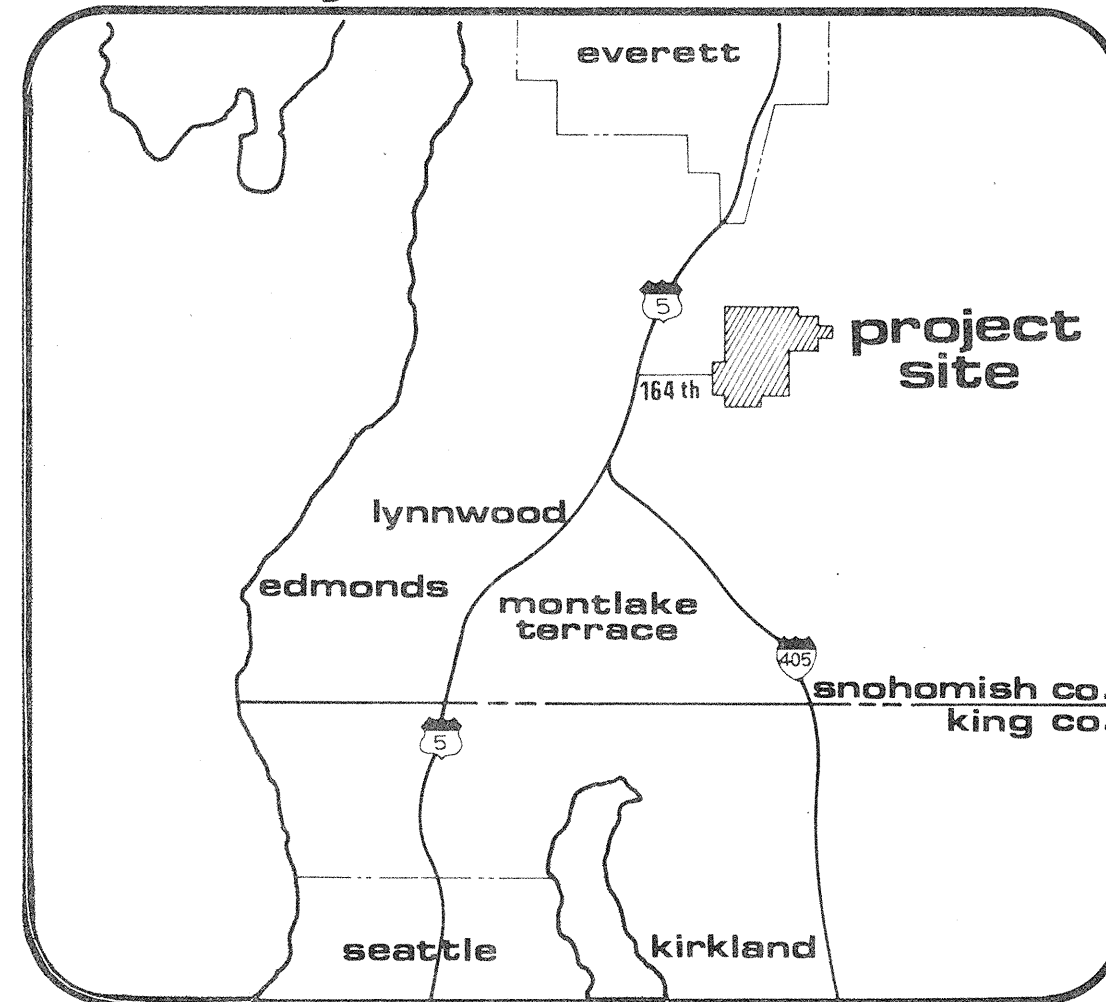 everett
5
project
site
164 th
lynnwood
edmonds
montlake
terrace
405
snohomish co.
king co.
5
seattle
kirkland